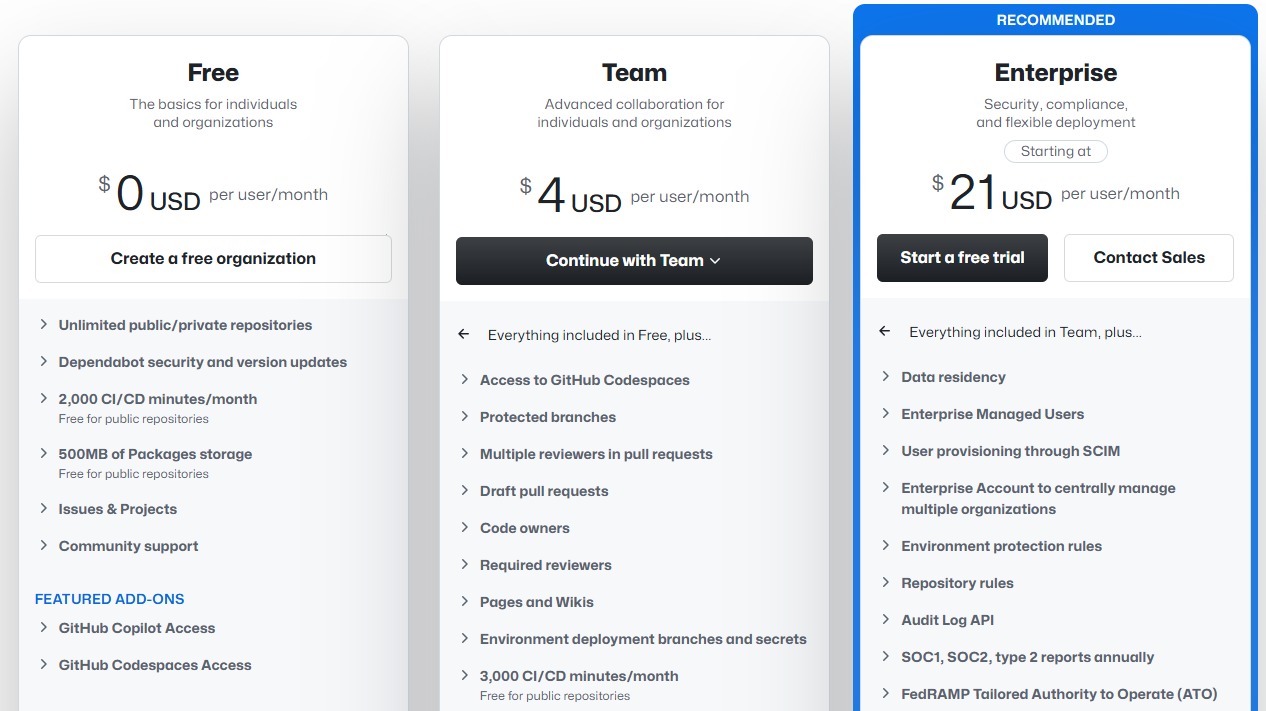 RECOMMENDED
Free
The basics for individuals
and organizations
$ 0 USD per user/month
Create a free organization
Unlimited public/private repositories
Dependabot security and version updates
2,000 CI/CD minutes/month
Free for public repositories
500MB of Packages storage
Free for public repositories
Issues & Projects
Community support
FEATURED ADD-ONS
GitHub Copilot Access
GitHub Codespaces Access
Team
Advanced collaboration for
individuals and organizations
$ 4 USD per user/month
Continue with Team
Everything included in Free, plus...
Access to GitHub Codespaces
Protected branches
Multiple reviewers in pull requests
Draft pull requests
Code owners
Required reviewers
Pages and Wikis
Environment deployment branches and secrets
3,000 CI/CD minutes/month
Free for public repositories
Enterprise
Security, compliance,
and flexible deployment
Starting at
$ 21 USD per user/month
Start a free trial
Contact Sales
Everything included in Team, plus...
Data residency
Enterprise Managed Users
User provisioning through SCIM
Enterprise Account to centrally manage
multiple organizations
Environment protection rules
Repository rules
Audit Log API
SOC1, SOC2, type 2 reports annually
FedRAMP Tailored Authority to Operate (ATO)